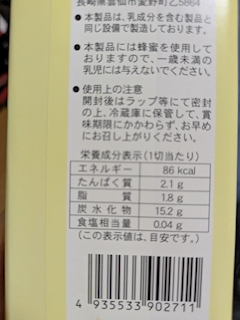 長崎県雲仙市愛野町乙5864
● 本製品は、乳成分を含む製品と
同じ設備で製造しております。
● 本製品には蜂蜜を使用して
おりますので、一歳未満の
乳児には与えないでください。
● 使用上の注意
開封後はラップ等にて密封
の上、冷蔵庫に保管して、賞
味期限にかかわらず、お早め
にお召し上がりください。
栄養成分表示(1切当たり)
エネルギー 86 kcal
たんぱく質 2.1 g
脂質 1.8 g
炭水化物 15.2 g
食塩相当量 0.04 g
(この表示値は、目安です。)
4 935533 902711